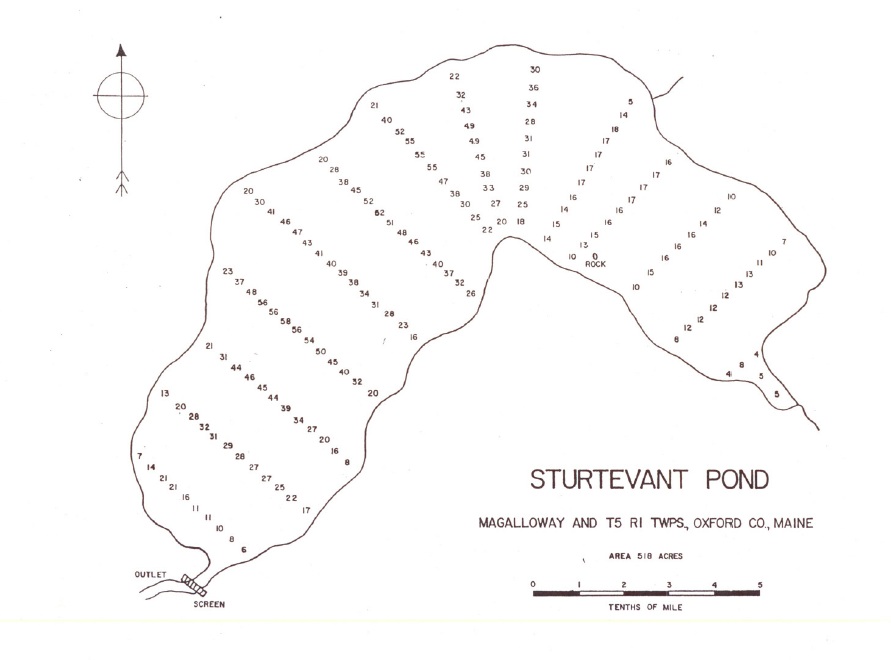 22 32 43 49 49 45 38 33 27 20
30 36 34 28 31 31 30 29 25 18
21 40 52 55 55 55 47 38 30 25 22
5 14 18 17 17 17 17 16 14 15 14
20 28 38 45 52 62 51 48 46 43 40 37 32 26
16 17 17 17 16 16 15 13 10
ROCK
20 30 41 46 47 43 41 40 39 38 34 31 28 23 16
10 12 14 16 16 16 15 10
7 10 11 13 13 12 12 12 12 8
23 37 48 56 56 58 56 54 50 45 40 32 20
21 31 44 46 45 44 39 34 27 20 16 8
4 8 4
5
5
13 20 28 32 31 29 28 27 27 25 22 17
7 14 21 21 16 11 11 10 8 6
STURTEVANT POND
MAGALLOWAY AND T5 R1 TWPS., OXFORD CO., MAINE
AREA 518 ACRES
OUTLET
SCREEN
0 1 2 3 4 5
TENTHS OF MILE